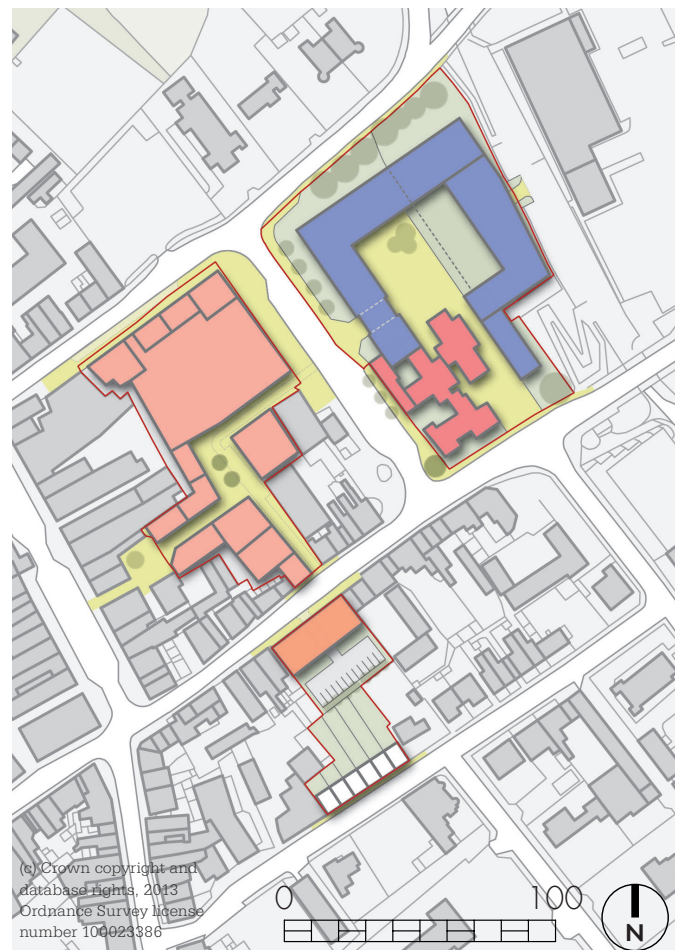 (c) Crown copyright and
database rights, 2013
Ordnance Survey license
number 100023386
0 100
N